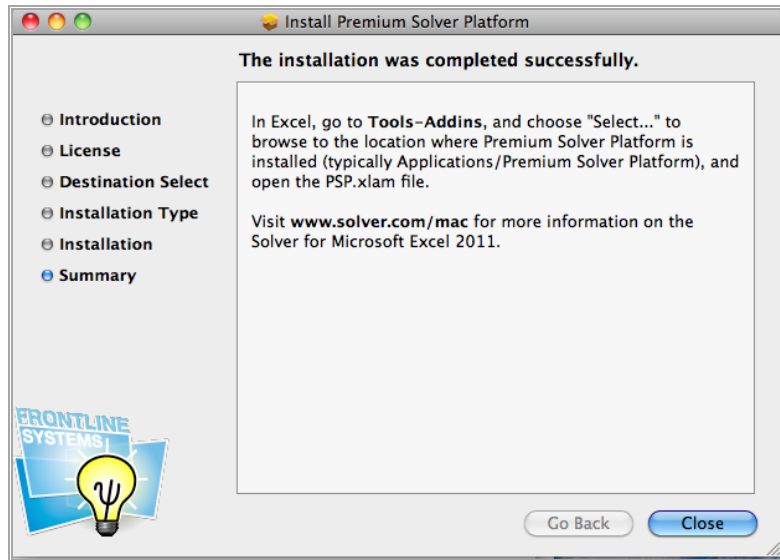 Install Premium Solver Platform
The installation was completed successfully.
Introduction
License
Destination Select
Installation Type
Installation
Summary
In Excel, go to Tools-Addins, and choose "Select..." to
browse to the location where Premium Solver Platform is
installed (typically Applications/Premium Solver Platform), and
open the PSP.xlam file.
Visit www.solver.com/mac for more information on the
Solver for Microsoft Excel 2011.
FRONTLINE
SYSTEMS
ψ
Go Back
Close